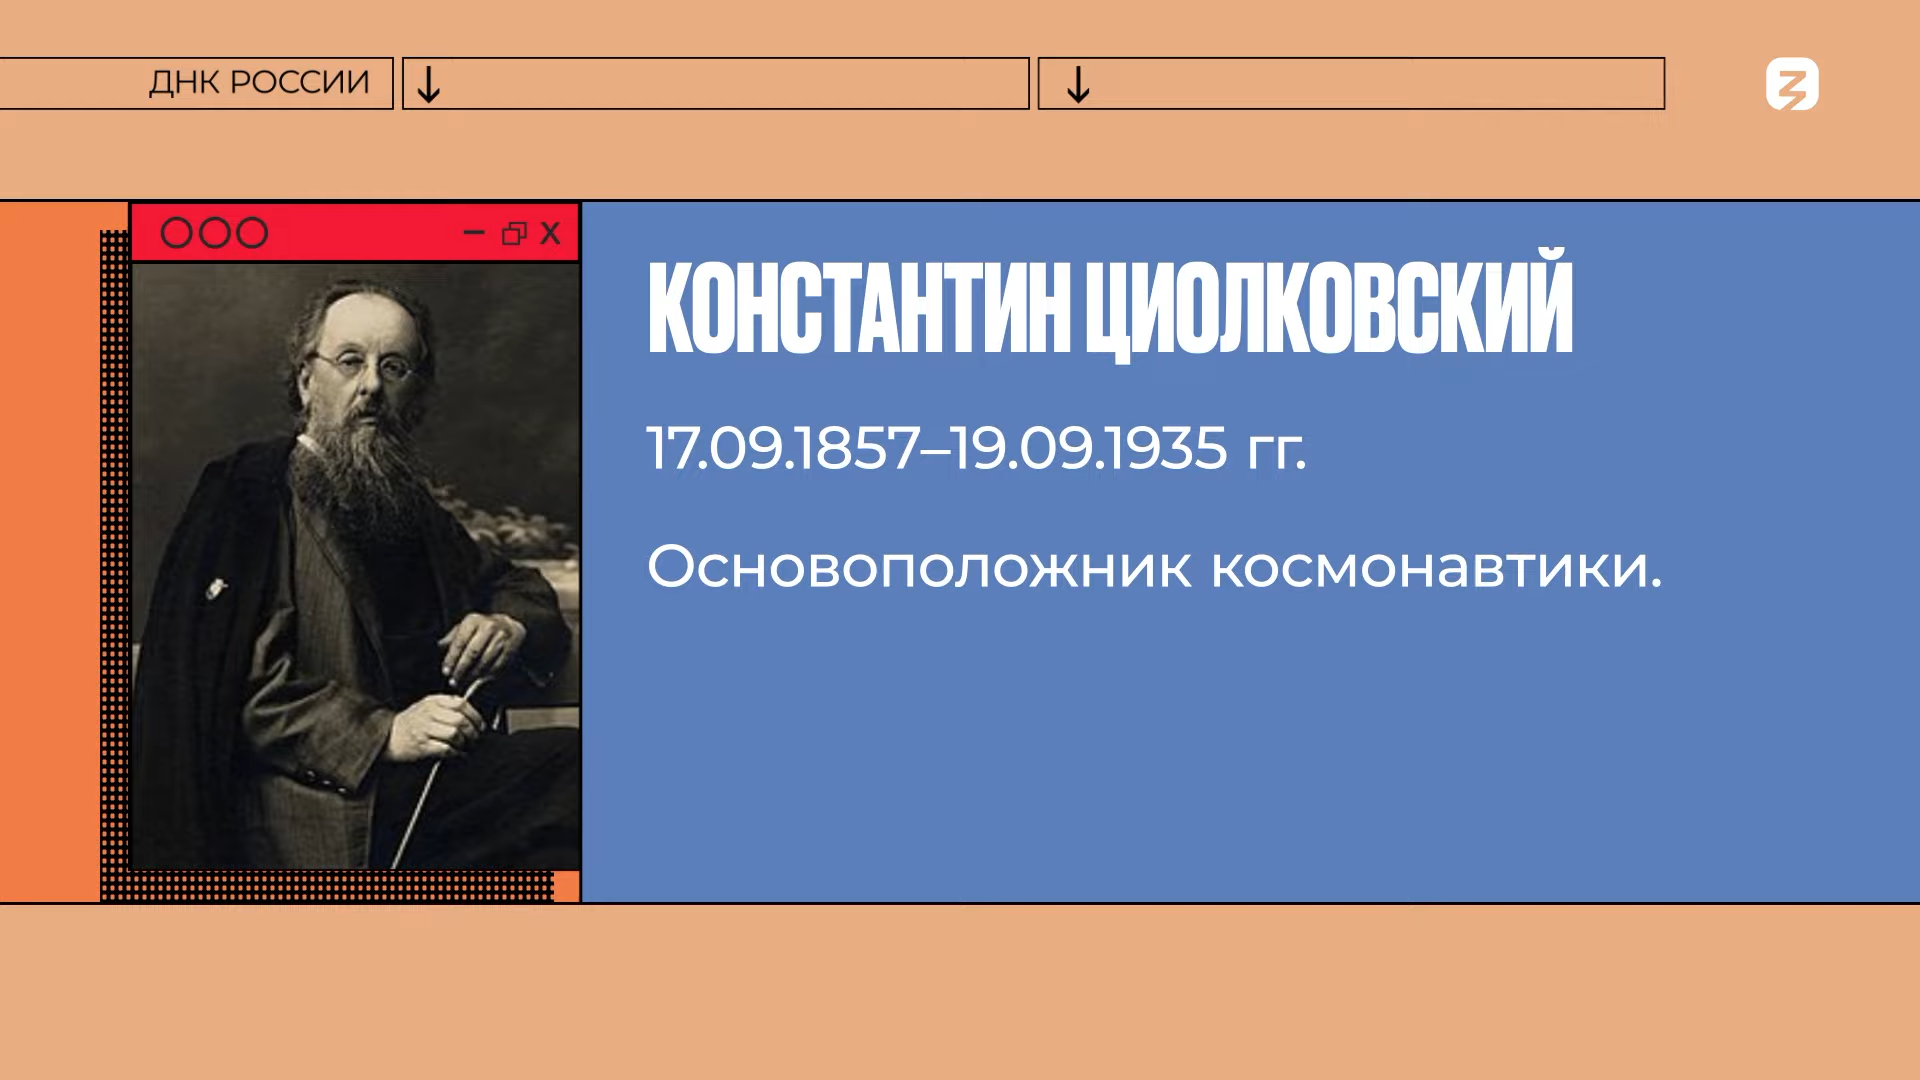 ДНК РОССИИ
КОНСТАНТИН ЦИОЛКОВСКИЙ
17.09.1857–19.09.1935 гг.
Основоположник космонавтики.